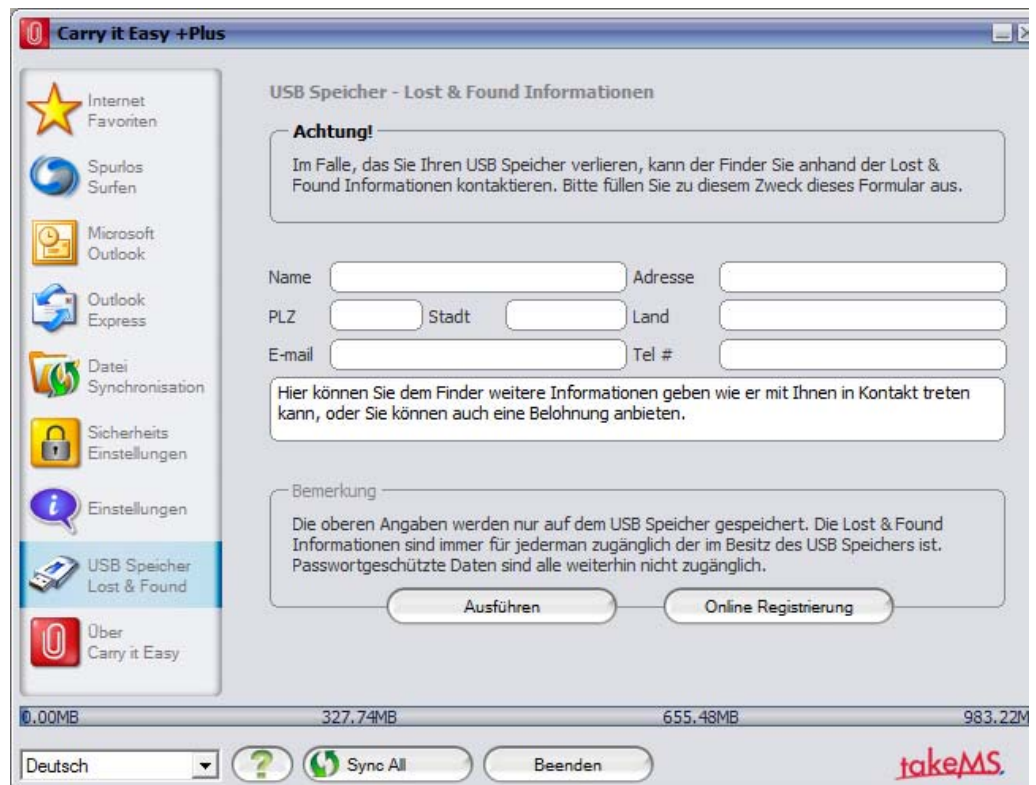 Carry it Easy +Plus
Internet
Favoriten
Spurlos
Surfen
Microsoft
Outlook
Outlook
Express
Datei
Synchronisation
Sicherheits
Einstellungen
Einstellungen
USB Speicher
Lost & Found
Über
Carry it Easy
USB Speicher - Lost & Found Informationen
Achtung!
Im Falle, das Sie Ihren USB Speicher verlieren, kann der Finder Sie anhand der Lost &
Found Informationen kontaktieren. Bitte füllen Sie zu diesem Zweck dieses Formular aus.
Name Adresse
PLZ Stadt Land
E-mail Tel #
Hier können Sie dem Finder weitere Informationen geben wie er mit Ihnen in Kontakt treten
kann, oder Sie können auch eine Belohnung anbieten.
Bemerkung
Die oberen Angaben werden nur auf dem USB Speicher gespeichert. Die Lost & Found
Informationen sind immer für jederman zugänglich der im Besitz des USB Speichers ist.
Passwortgeschützte Daten sind alle weiterhin nicht zugänglich.
Ausführen Online Registrierung
0.00MB 327.74MB 655.48MB 983.22M
Deutsch ? Sync All Beenden takeMS